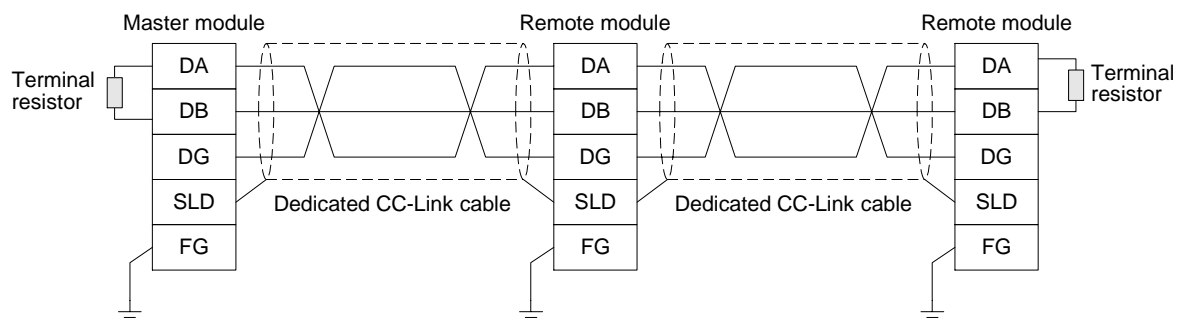 Master module
Remote module
Remote module
Terminal
resistor
DA
DB
DG
SLD
FG
Dedicated CC-Link cable
DA
DB
DG
SLD
FG
Dedicated CC-Link cable
DA
DB
DG
SLD
FG
Terminal
resistor